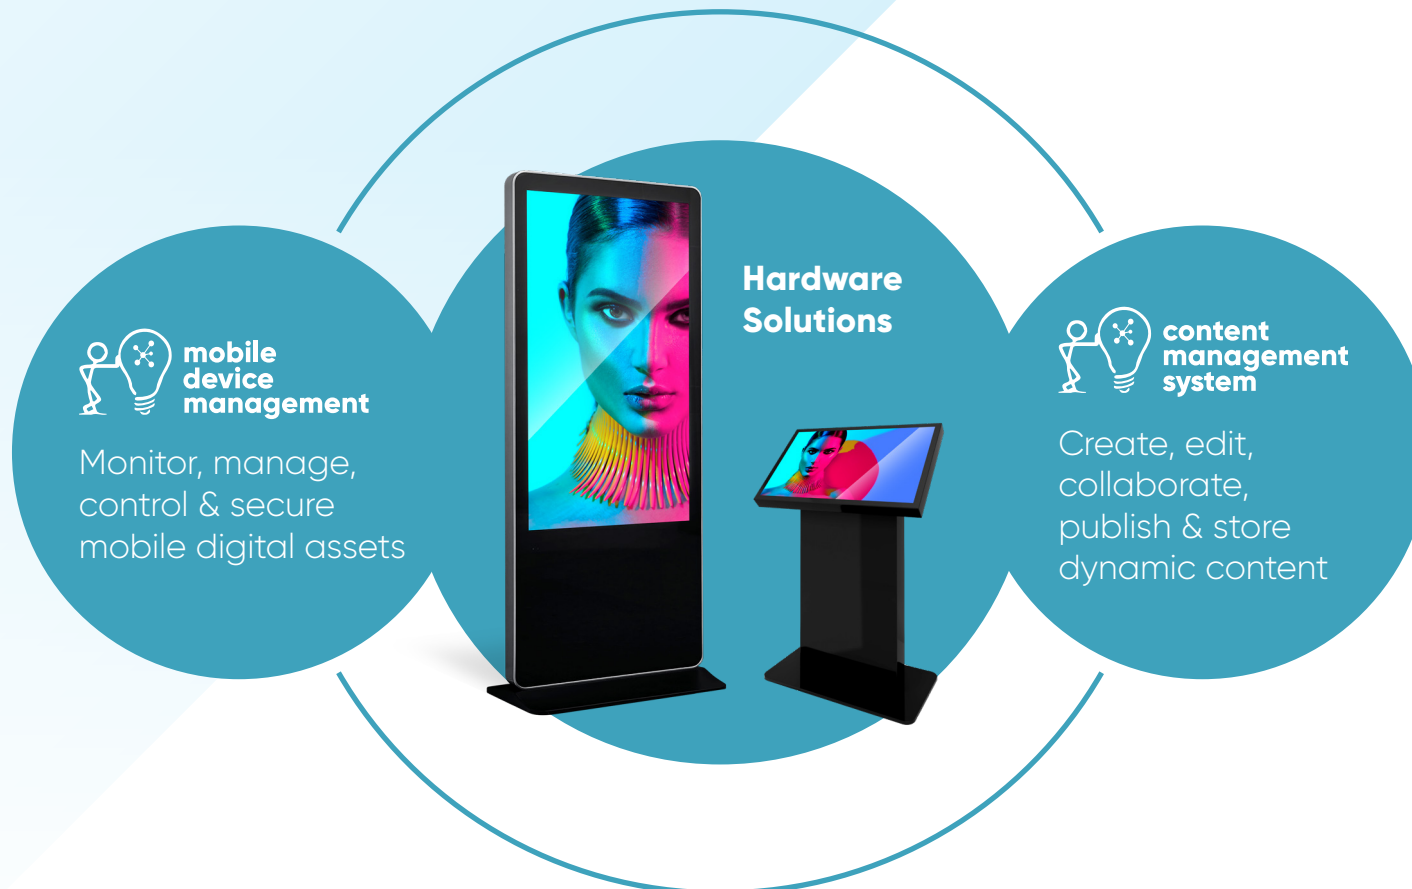 mobile
device
management
Monitor, manage,
control & secure
mobile digital assets
Hardware
Solutions
content
management
system
Create, edit,
collaborate,
publish & store
dynamic content